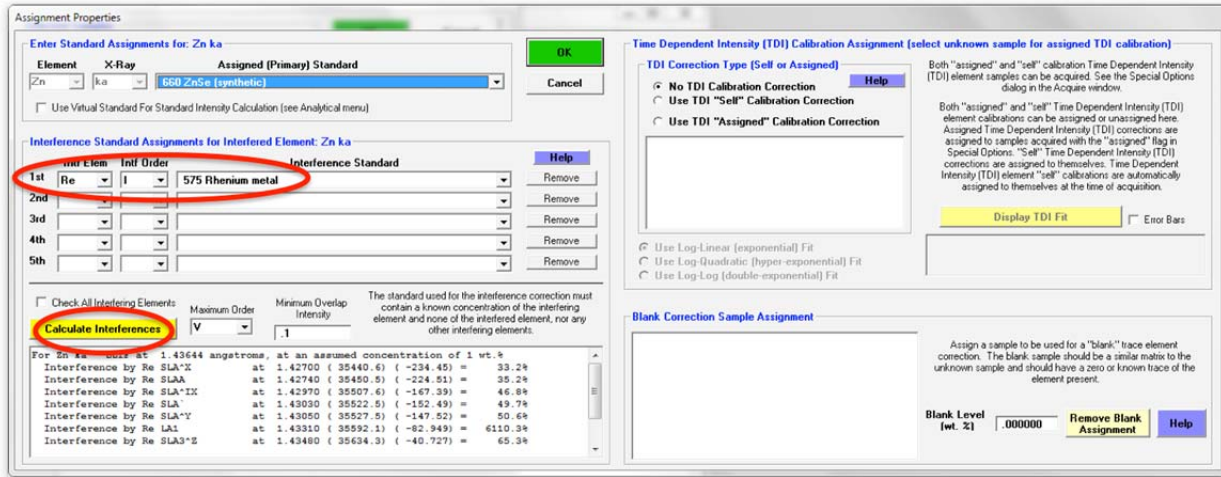 Assignment Properties
Enter Standard Assignments for: Zn ka
Element X-Ray Assigned (Primary) Standard
Zn ka 660 ZnSe (synthetic)
Use Virtual Standard For Standard Intensity Calculation (see Analytical menu)
OK
Cancel
Interference Standard Assignments for Interfered Element: Zn ka
Intf Elem Intf Order Interference Standard Help
1st Re I 575 Rhenium metal Remove
2nd Remove
3rd Remove
4th Remove
5th Remove
Check All Interfering Elements
Calculate Interferences
Maximum Order
V
Minimum Overlap
Intensity
.1
The standard used for the interference correction must
contain a known concentration of the interfering
element and none of the interfered element, nor any
other interfering elements.
For Zn ka at 1.43644 angstroms, at an assumed concentration of 1 wt.%
Interference by Re SLA^X at 1.42700 ( 35440.6) ( -234.45) = 33.2%
Interference by Re SLAA at 1.42740 ( 35450.5) ( -224.51) = 35.2%
Interference by Re SLA^IX at 1.42970 ( 35507.6) ( -167.39) = 46.8%
Interference by Re SLA` at 1.43030 ( 35522.5) ( -152.49) = 49.7%
Interference by Re SLA^Y at 1.43050 ( 35527.5) ( -147.52) = 50.6%
Interference by Re LA1 at 1.43310 ( 35592.1) ( -82.949) = 6110.3%
Interference by Re SLA3^Z at 1.43480 ( 35634.3) ( -40.727) = 65.3%
Time Dependent Intensity (TDI) Calibration Assignment (select unknown sample for assigned TDI calibration)
TDI Correction Type (Self or Assigned)
No TDI Calibration Correction Help
Use TDI "Self" Calibration Correction
Use TDI "Assigned" Calibration Correction
Use Log-Linear (exponential) Fit
Use Log-Quadratic (hyper-exponential) Fit
Use Log-Log (double-exponential) Fit
Both "assigned" and "self" calibration Time Dependent Intensity
(TDI) element samples can be acquired. See the Special Options
dialog in the Acquire window.
Both "assigned" and "self" Time Dependent Intensity (TDI)
element calibrations can be assigned or unassigned here.
Assigned Time Dependent Intensity (TDI) corrections are
assigned to samples acquired with the "assigned" flag in
Special Options. "Self" Time Dependent Intensity (TDI)
corrections are assigned to themselves. Time Dependent
Intensity (TDI) element "self" calibrations are automatically
assigned to themselves at the time of acquisition.
Display TDI Fit
Error Bars
Blank Correction Sample Assignment
Assign a sample to be used for a "blank" trace element
correction. The blank sample should be a similar matrix to the
unknown sample and should have a zero or known trace of the
element present.
Blank Level
(wt. %)
.000000
Remove Blank
Assignment
Help